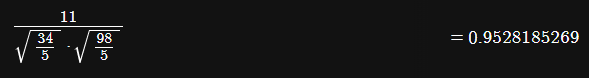 11 / (√(34/5) · √(98/5)) = 0.9528185269